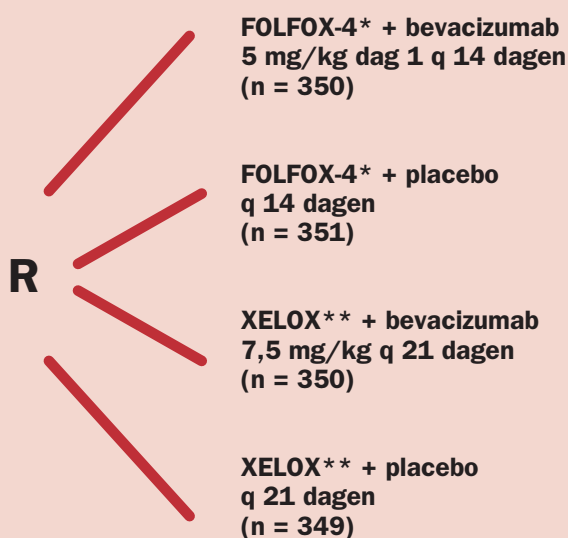 FOLFOX-4* + bevacizumab
5 mg/kg dag 1 q 14 dagen
(n = 350)
FOLFOX-4* + placebo
q 14 dagen
(n = 351)
R
XELOX** + bevacizumab
7,5 mg/kg q 21 dagen
(n = 350)
XELOX** + placebo
q 21 dagen
(n = 349)